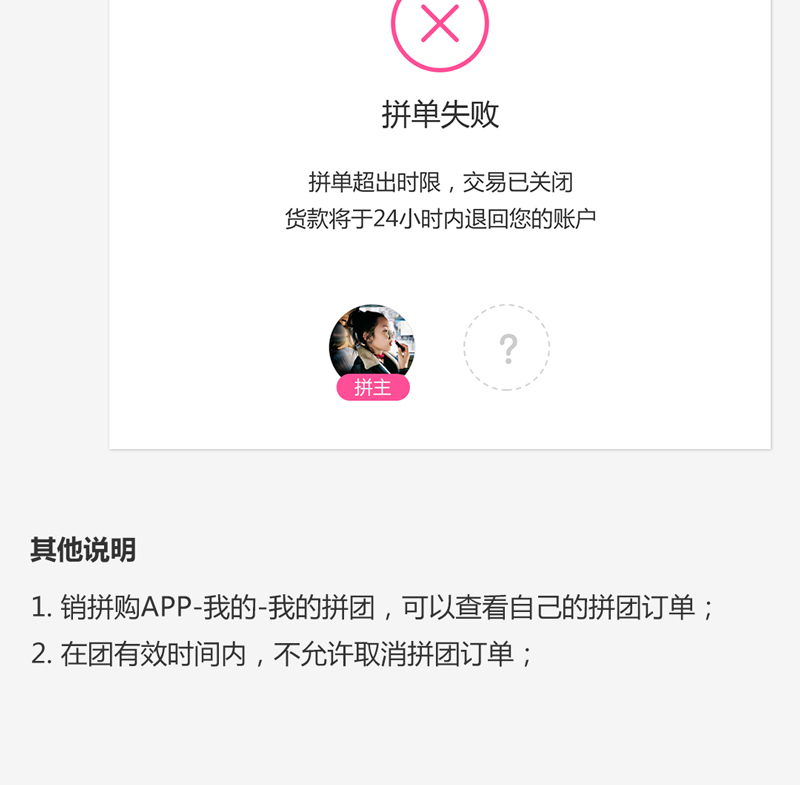 拼单失败
拼单超出时限，交易已关闭
货款将于24小时内退回您的账户
?
拼主
其他说明
1. 销拼购APP-我的-我的拼团，可以查看自己的拼团订单；
2. 在团有效时间内，不允许取消拼团订单；